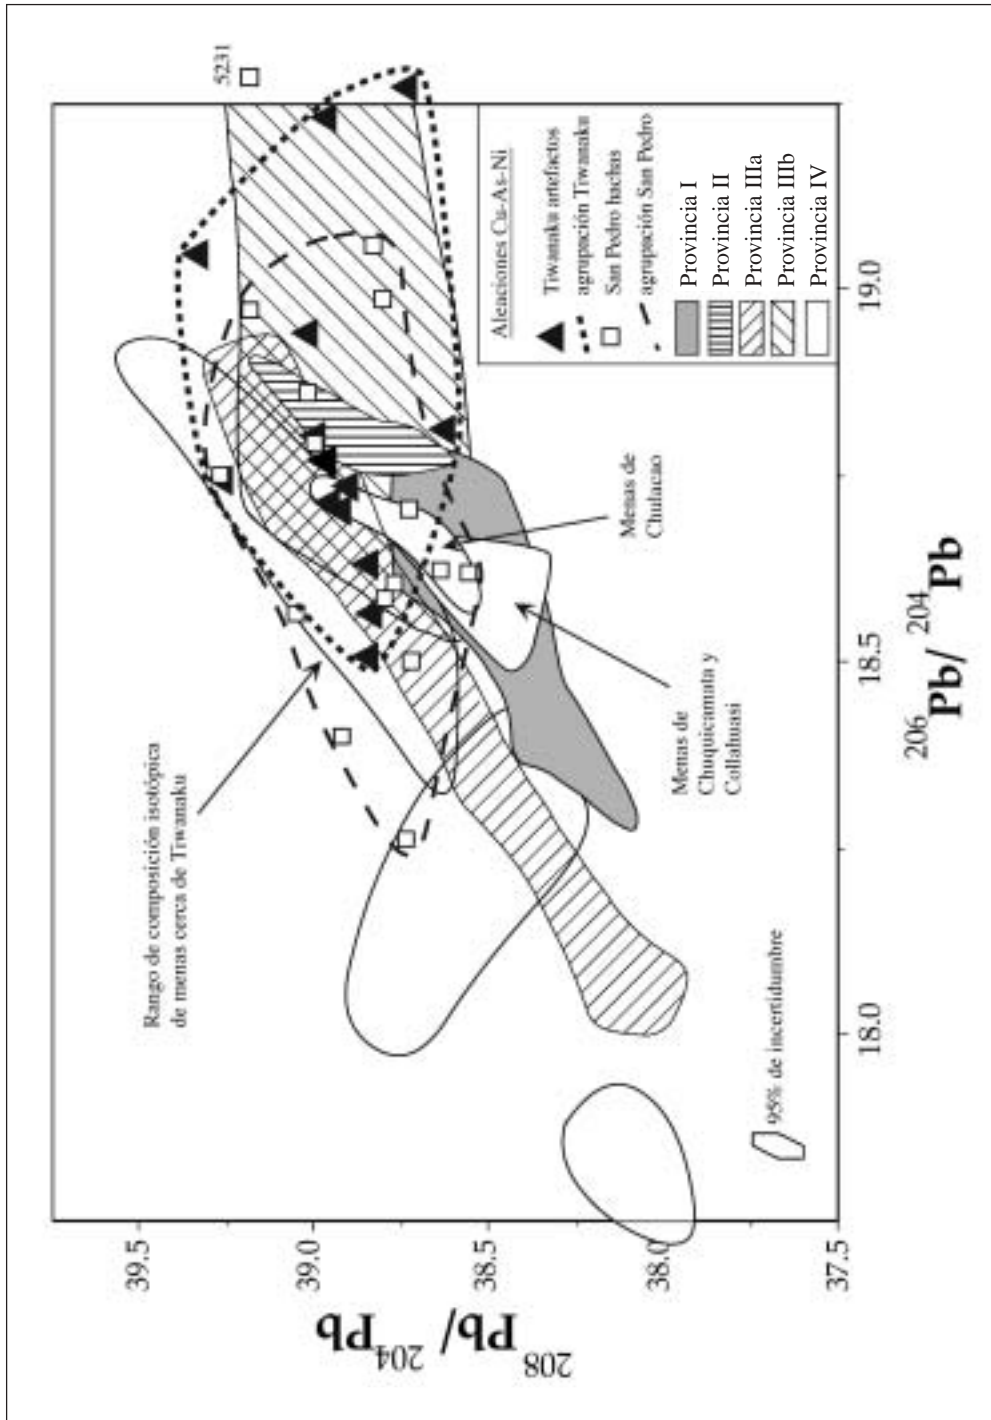 5231
Rango de composición isotópica
de menas cerca de Tiwanaku
Aleaciones Cu-As-Ni
Tiwanaku artefactos
agrupación Tiwanaku
San Pedro hachas
agrupación San Pedro
Provincia I
Provincia II
Provincia IIIa
Provincia IIIb
Provincia IV
Menas de
Chulacao
Menas de
Chuquicamata y
Collahuasi
95% de incertidumbre
39.5
39.0
38.5
38.0
37.5
208Pb/ 204Pb
18.0
18.5
19.0
206Pb/ 204Pb